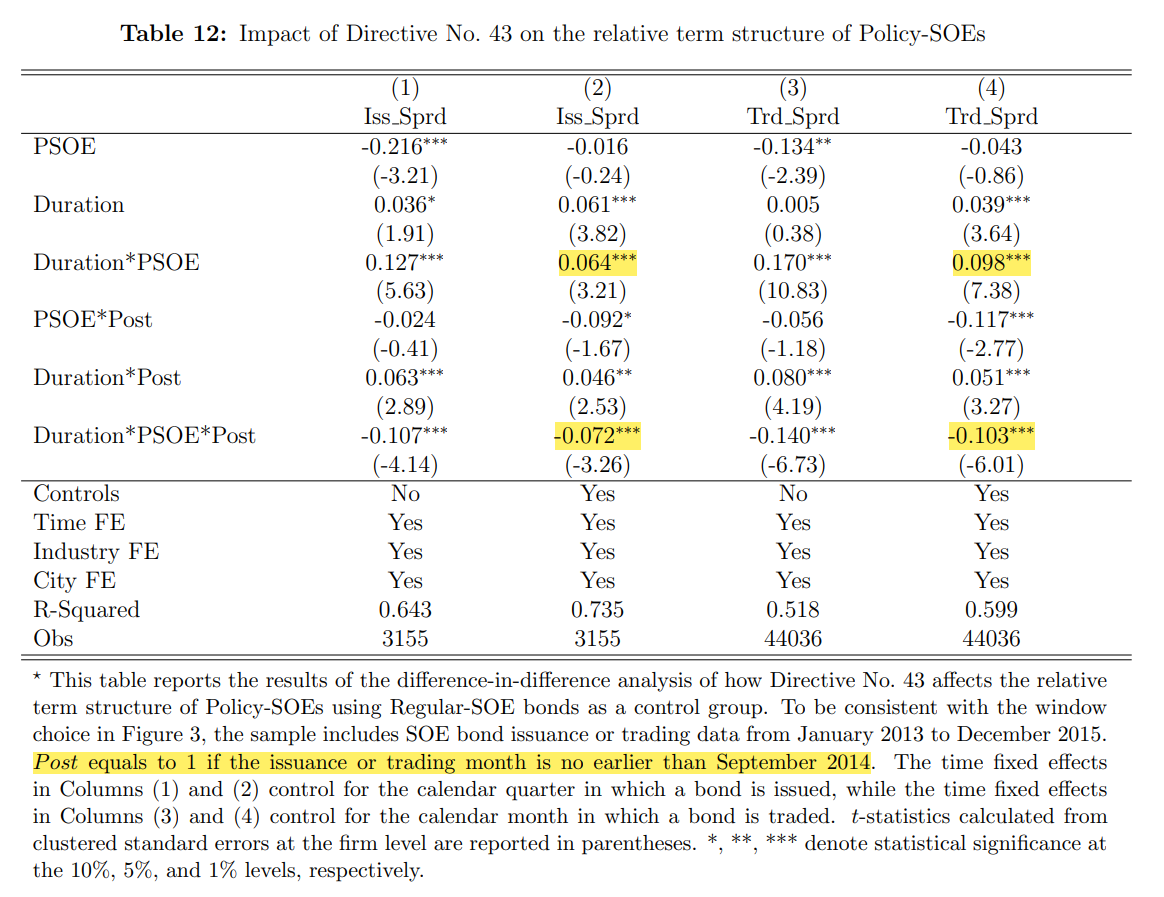 Table 12: Impact of Directive No. 43 on the relative term structure of Policy-SOEs
(1) (2) (3) (4)
Iss_Sprd Iss_Sprd Trd_Sprd Trd_Sprd
PSOE -0.216*** -0.016 -0.134** -0.043
(-3.21) (-0.24) (-2.39) (-0.86)
Duration 0.036* 0.061*** 0.005 0.039***
(1.91) (3.82) (0.38) (3.64)
Duration*PSOE 0.127*** 0.064*** 0.170*** 0.098***
(5.63) (3.21) (10.83) (7.38)
PSOE*Post -0.024 -0.092* -0.056 -0.117***
(-0.41) (-1.67) (-1.18) (-2.77)
Duration*Post 0.063*** 0.046** 0.080*** 0.051***
(2.89) (2.53) (4.19) (3.27)
Duration*PSOE*Post -0.107*** -0.072*** -0.140*** -0.103***
(-4.14) (-3.26) (-6.73) (-6.01)
Controls No Yes No Yes
Time FE Yes Yes Yes Yes
Industry FE Yes Yes Yes Yes
City FE Yes Yes Yes Yes
R-Squared 0.643 0.735 0.518 0.599
Obs 3155 3155 44036 44036
* This table reports the results of the difference-in-difference analysis of how Directive No. 43 affects the relative
term structure of Policy-SOEs using Regular-SOE bonds as a control group. To be consistent with the window
choice in Figure 3, the sample includes SOE bond issuance or trading data from January 2013 to December 2015.
Post equals to 1 if the issuance or trading month is no earlier than September 2014. The time fixed effects
in Columns (1) and (2) control for the calendar quarter in which a bond is issued, while the time fixed effects
in Columns (3) and (4) control for the calendar month in which a bond is traded. t-statistics calculated from
clustered standard errors at the firm level are reported in parentheses. *, **, *** denote statistical significance at
the 10%, 5%, and 1% levels, respectively.